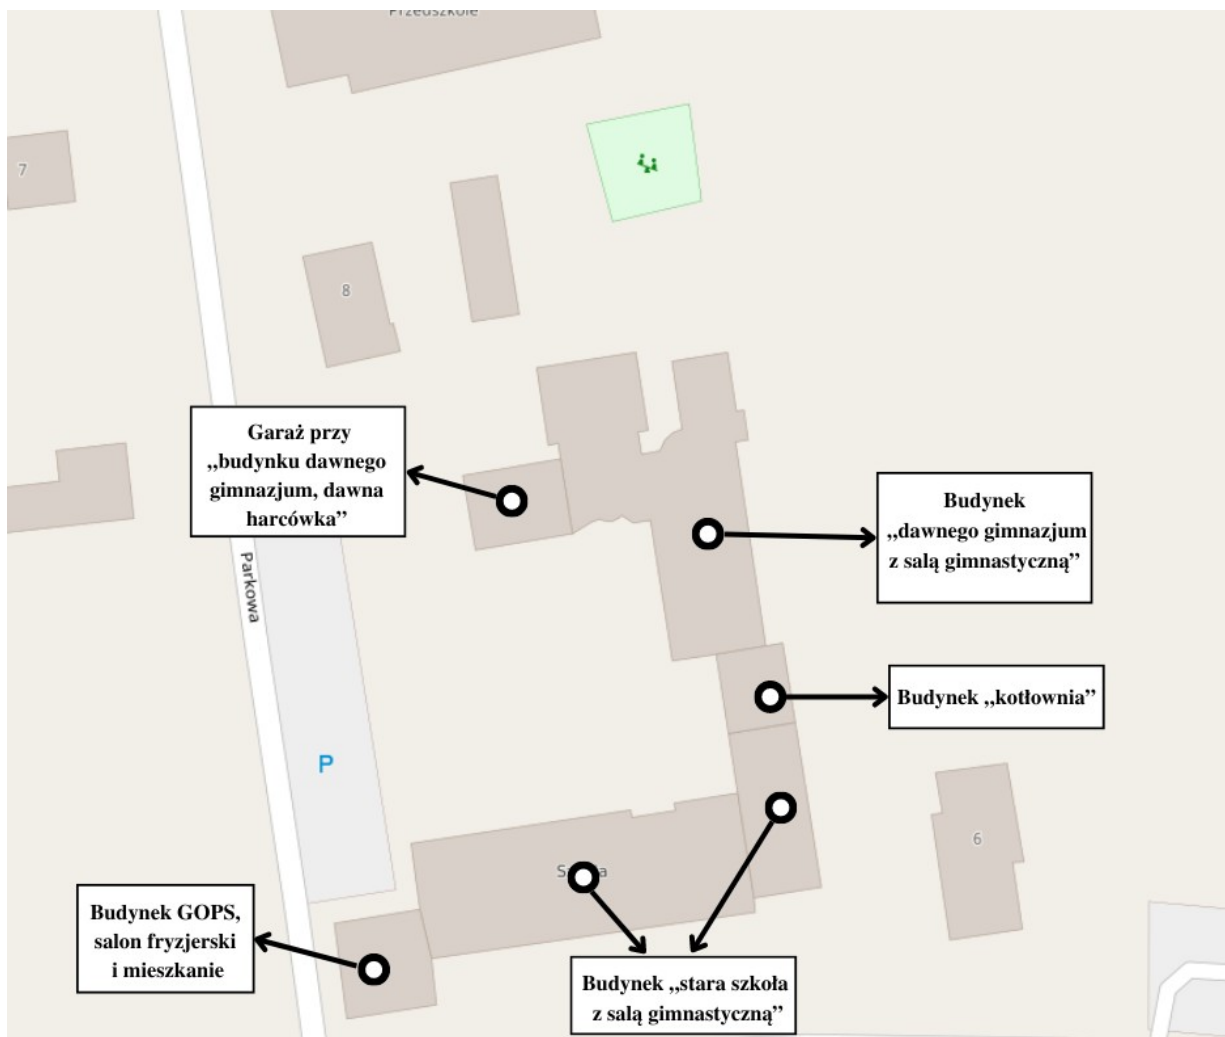 Przedszkole
7
8
Garaż przy
„budynku dawnego
gimnazjum, dawna
harcówka”
Budynek
„dawnego gimnazjum
z salą gimnastyczną”
Parkowa
Budynek „kotłownia”
P
6
Budynek GOPS,
salon fryzjerski
i mieszkanie
Budynek „stara szkoła
z salą gimnastyczną”